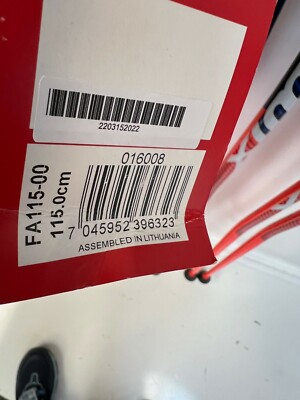 2203152022
016008
FA115-00
115.0cm
7 045952 396323
ASSEMBLED IN LITHUANIA